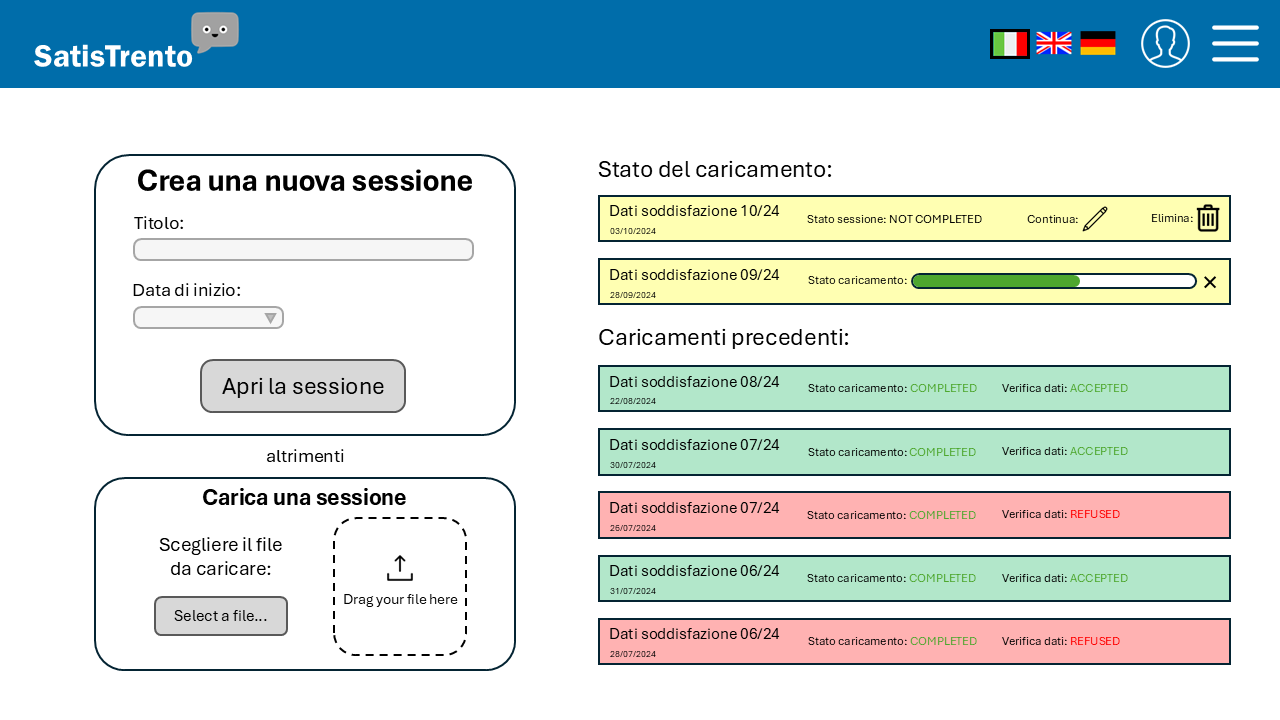 SatisTrento
Crea una nuova sessione
Titolo:
Data di inizio:
Apri la sessione
altrimenti
Carica una sessione
Scegliere il file
da caricare:
Select a file...
Drag your file here
Stato del caricamento:
Dati soddisfazione 10/24
03/10/2024
Stato sessione: NOT COMPLETED
Continua:
Elimina:
Dati soddisfazione 09/24
28/09/2024
Stato caricamento:
Caricamenti precedenti:
Dati soddisfazione 08/24
22/08/2024
Stato caricamento: COMPLETED
Verifica dati: ACCEPTED
Dati soddisfazione 07/24
30/07/2024
Stato caricamento: COMPLETED
Verifica dati: ACCEPTED
Dati soddisfazione 07/24
26/07/2024
Stato caricamento: COMPLETED
Verifica dati: REFUSED
Dati soddisfazione 06/24
31/07/2024
Stato caricamento: COMPLETED
Verifica dati: ACCEPTED
Dati soddisfazione 06/24
28/07/2024
Stato caricamento: COMPLETED
Verifica dati: REFUSED